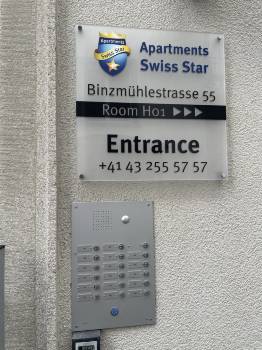 Apartments
Swiss Star
Apartments
Swiss Star
Binzmühlestrasse 55
Room H01 ▶▶▶
Entrance
+41 43 255 57 57